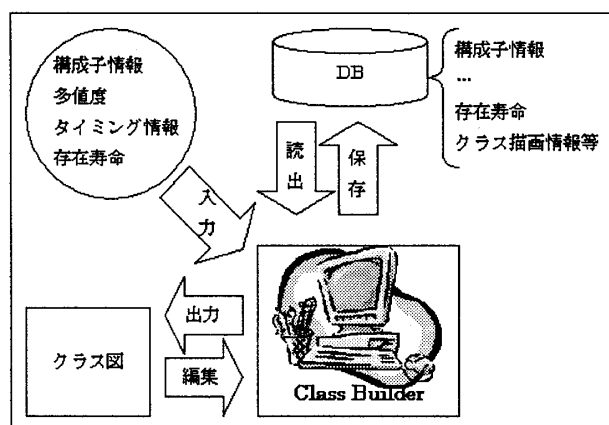 構成子情報
多値度
タイミング情報
存在寿命
DB
構成子情報
...
存在寿命
クラス描画情報等
読出
保存
入力
出力
編集
クラス図
Class Builder